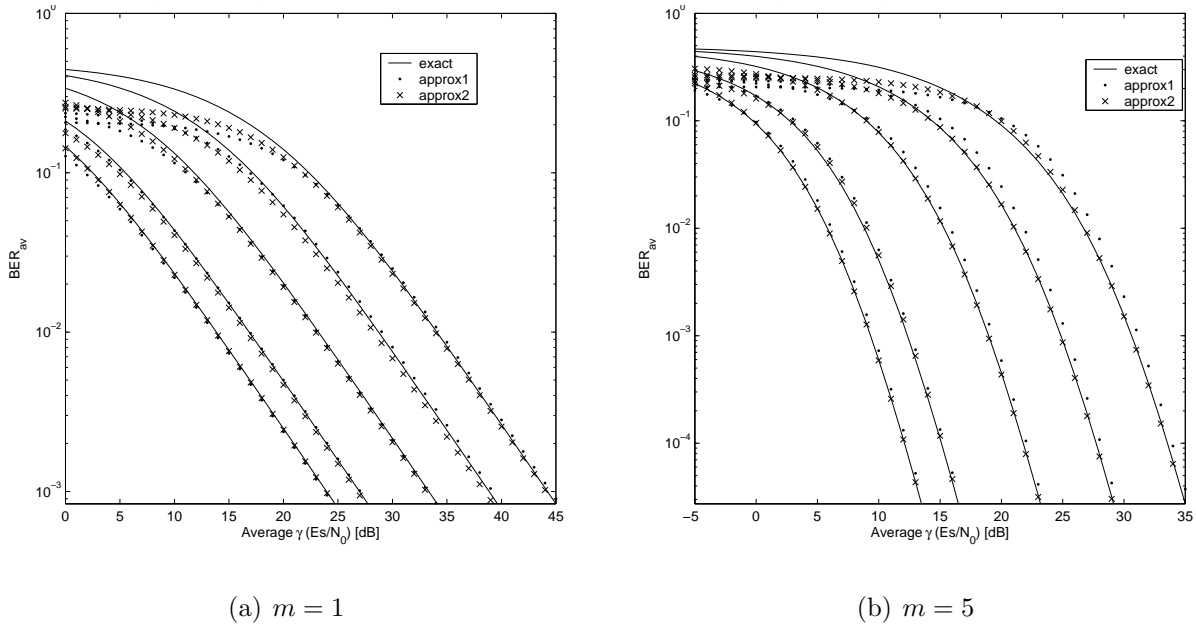 10^0
10^-1
10^-2
10^-3
BER_av
0 5 10 15 20 25 30 35 40 45
Average γ (Es/N_0) [dB]
exact
approx1
approx2
(a) m = 1
10^0
10^-1
10^-2
10^-3
10^-4
BER_av
−5 0 5 10 15 20 25 30 35
Average γ (Es/N_0) [dB]
exact
approx1
approx2
(b) m = 5